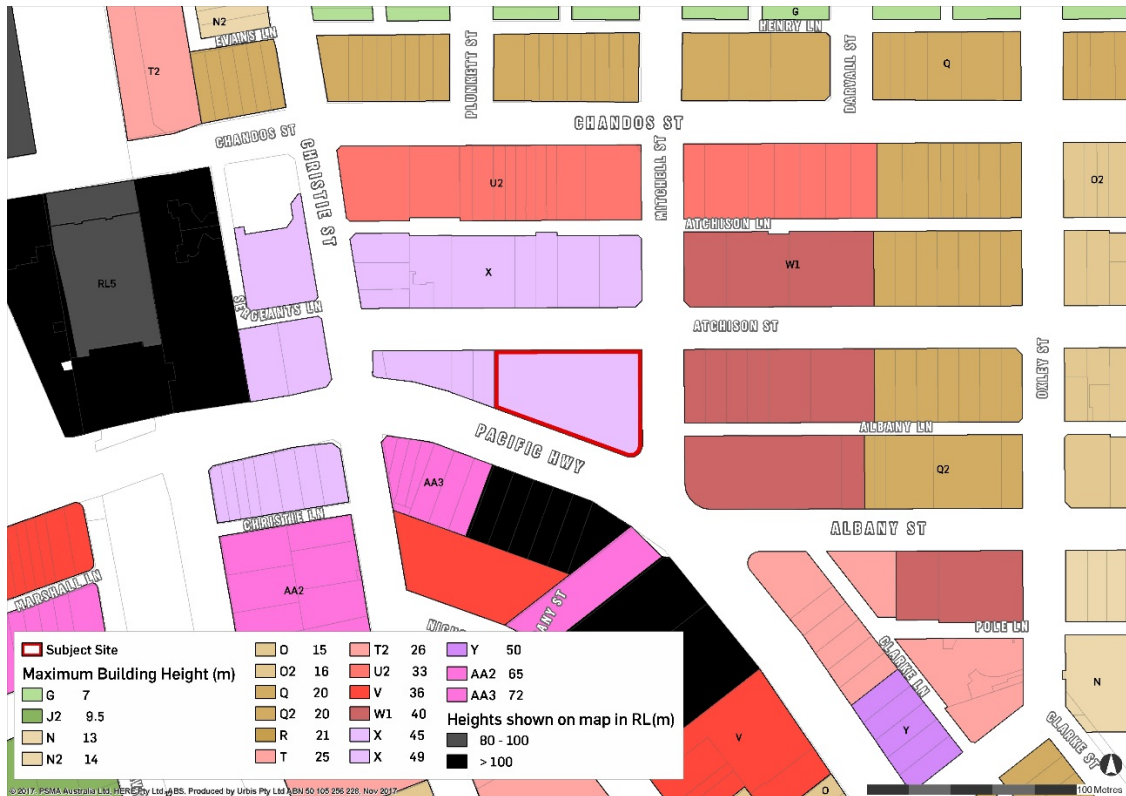 G
N2
EVANS LN
HENRY LN
T2
PLUNKETT ST
DARVALL ST
Q
CHANDOS ST
CHANDOS ST
CHRISTIE ST
MITCHELL ST
U2
O2
ATCHISON LN
X
W1
RL5
SERGEANTS LN
ATCHISON ST
OXLEY ST
ALBANY LN
PACIFIC HWY
AA3
Q2
CHRISTIE LN
ALBANY ST
MARSHALL LN
AA2
POLE LN
CLARKE LN
N
Y
CLARKE ST
V
O
Subject Site
Maximum Building Height (m)
G 7
J2 9.5
N 13
N2 14
O 15
O2 16
Q 20
Q2 20
R 21
T 25
T2 26
U2 33
V 36
W1 40
X 45
X 49
Y 50
AA2 65
AA3 72
Heights shown on map in RL(m)
80 - 100
> 100
100 Metres
© 2017. PSMA Australia Ltd, HERE Pty Ltd, ABS. Produced by Urbis Pty Ltd ABN 50 105 256 228, Nov 2017